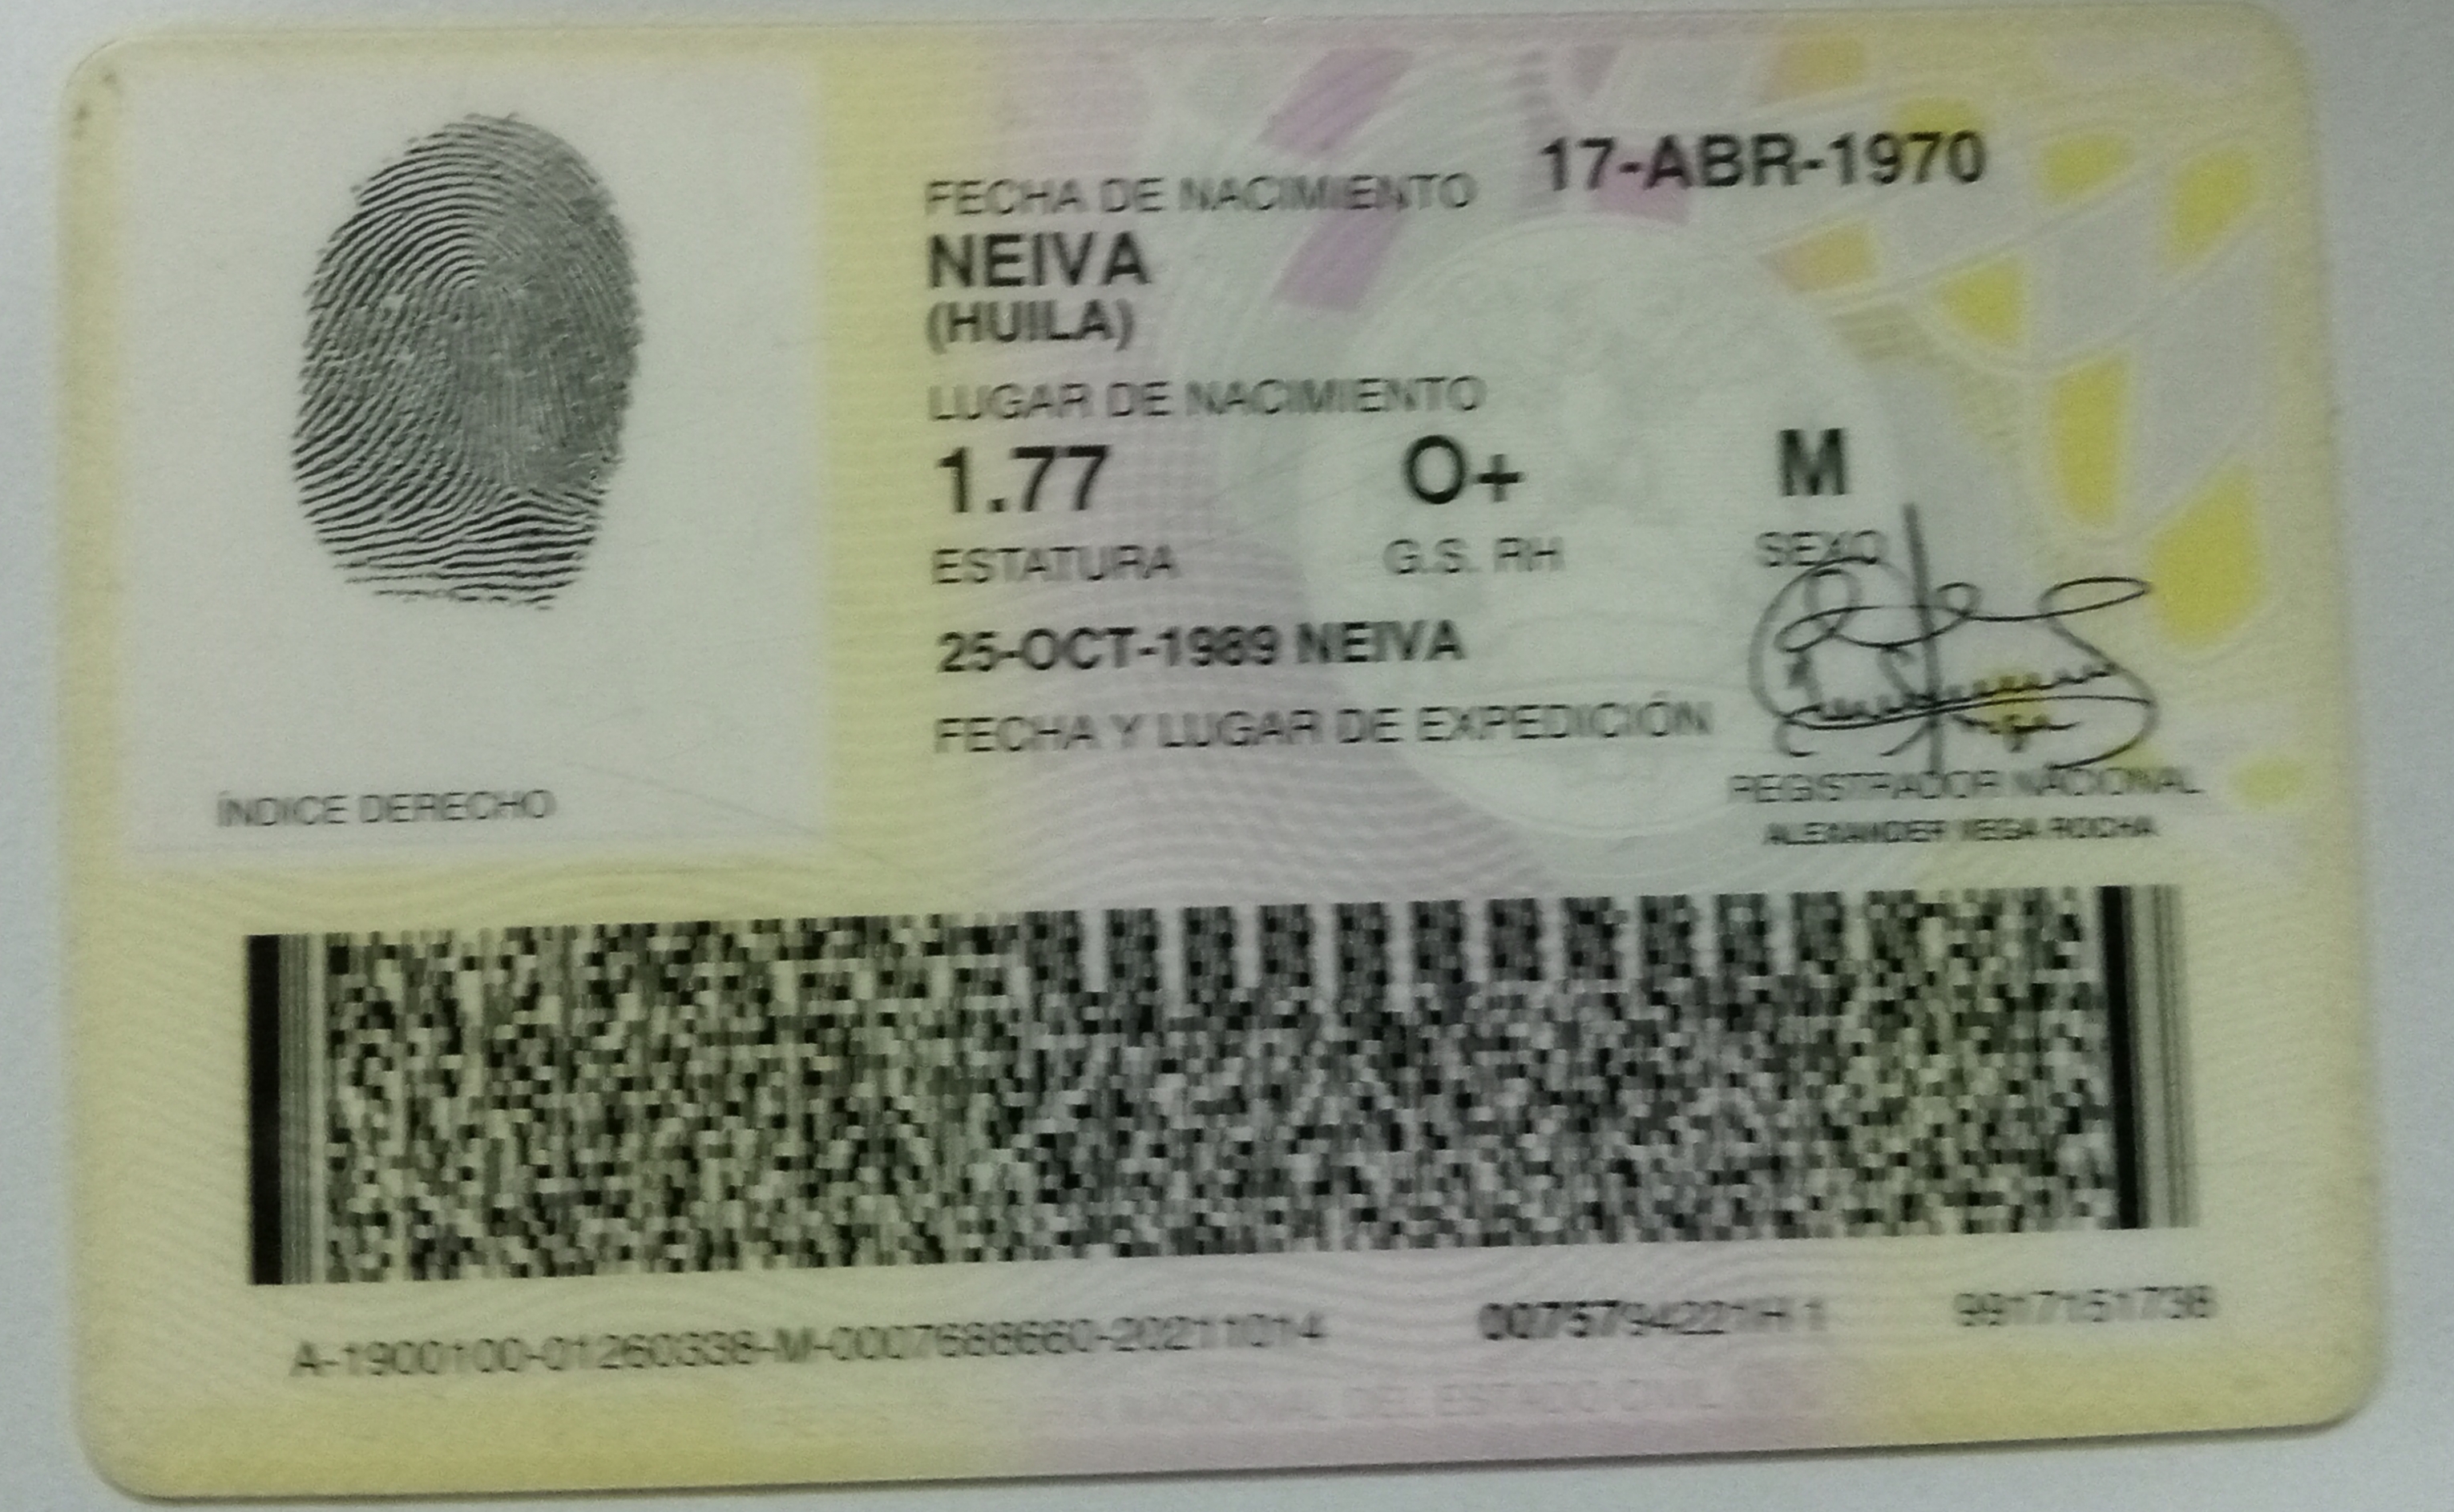 17-ABR-1970
FECHA DE NACIMIENTO
NEIVA
(HUILA)
LUGAR DE NACIMIENTO
1.77 O+ M
ESTATURA G.S. RH SEXO
25-OCT-1989 NEIVA
FECHA Y LUGAR DE EXPEDICIÓN
ÍNDICE DERECHO
REGISTRADOR NACIONAL
ALEXANDER VEGA ROCHA
A-1900100-01260338-M-0007688660-20211014 0075794221H 1 9917151738
NACIONAL DEL ESTADO CIVIL